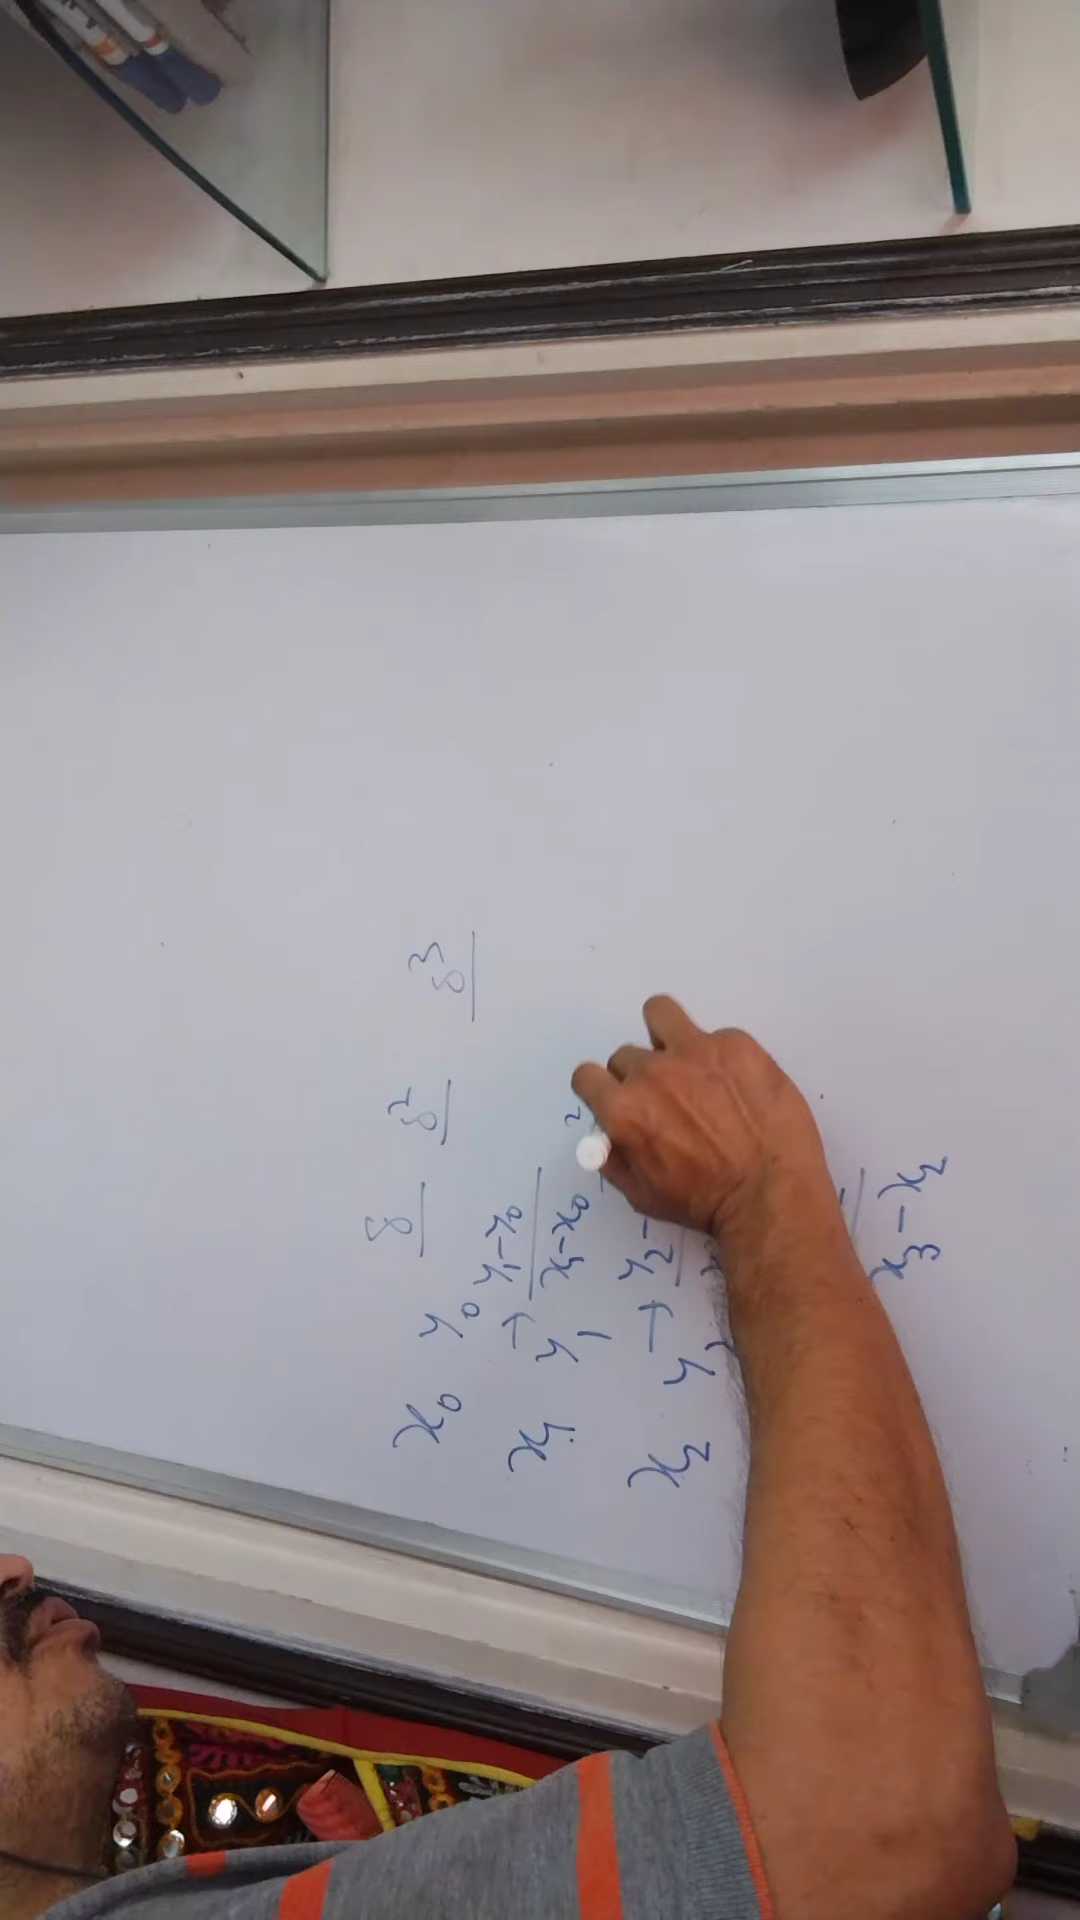 δ δ² δ³
x₀ y₀
→ y₁-y₀
x₁-x₀
x₁ y₁
→ y₂-
x₂ y
x₃-x₂